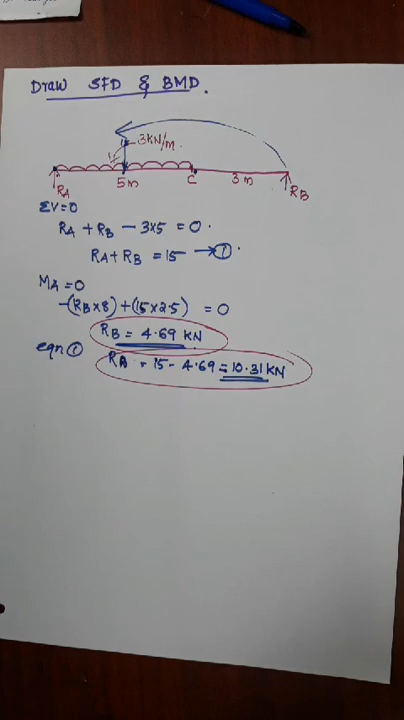 Draw SFD & BMD.
3KN/m.
RA 5m C 3m RB
ΣV=0
RA + RB - 3x5 = 0.
RA + RB = 15 → ①
MA = 0
-(RB x 8) + (15 x 2.5) = 0
RB = 4.69 KN
eqn ① RA = 15 - 4.69 = 10.31 KN